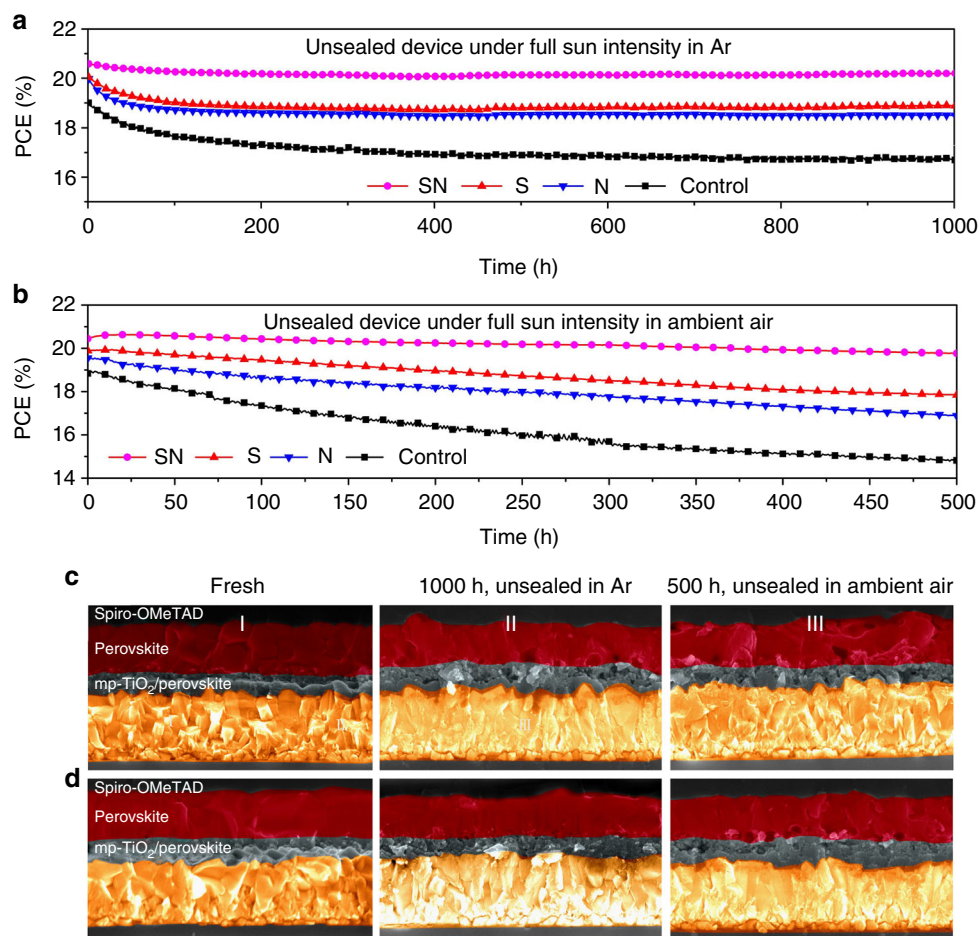 a
Unsealed device under full sun intensity in Ar
22
20
18
16
PCE (%)
SN S N Control
0 200 400 600 800 1000
Time (h)
b
Unsealed device under full sun intensity in ambient air
22
20
18
16
14
PCE (%)
SN S N Control
0 50 100 150 200 250 300 350 400 450 500
Time (h)
c
Fresh 1000 h, unsealed in Ar 500 h, unsealed in ambient air
Spiro-OMeTAD
I II III
Perovskite
mp-TiO₂/perovskite
III
d
Spiro-OMeTAD
Perovskite
mp-TiO₂/perovskite